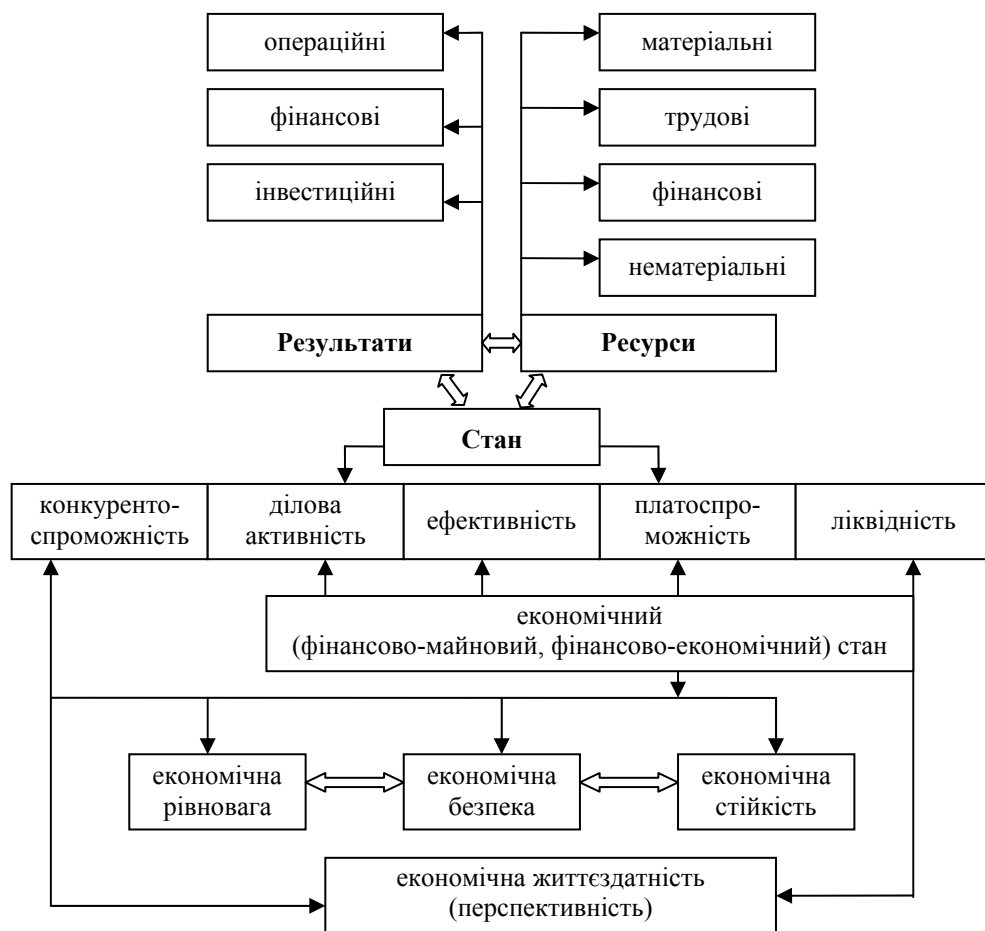 операційні
матеріальні
фінансові
трудові
інвестиційні
фінансові
нематеріальні
Результати
Ресурси
Стан
конкуренто-
спроможність
ділова
активність
ефективність
платоспро-
можність
ліквідність
економічний
(фінансово-майновий, фінансово-економічний) стан
економічна
рівновага
економічна
безпека
економічна
стійкість
економічна життєздатність
(перспективність)